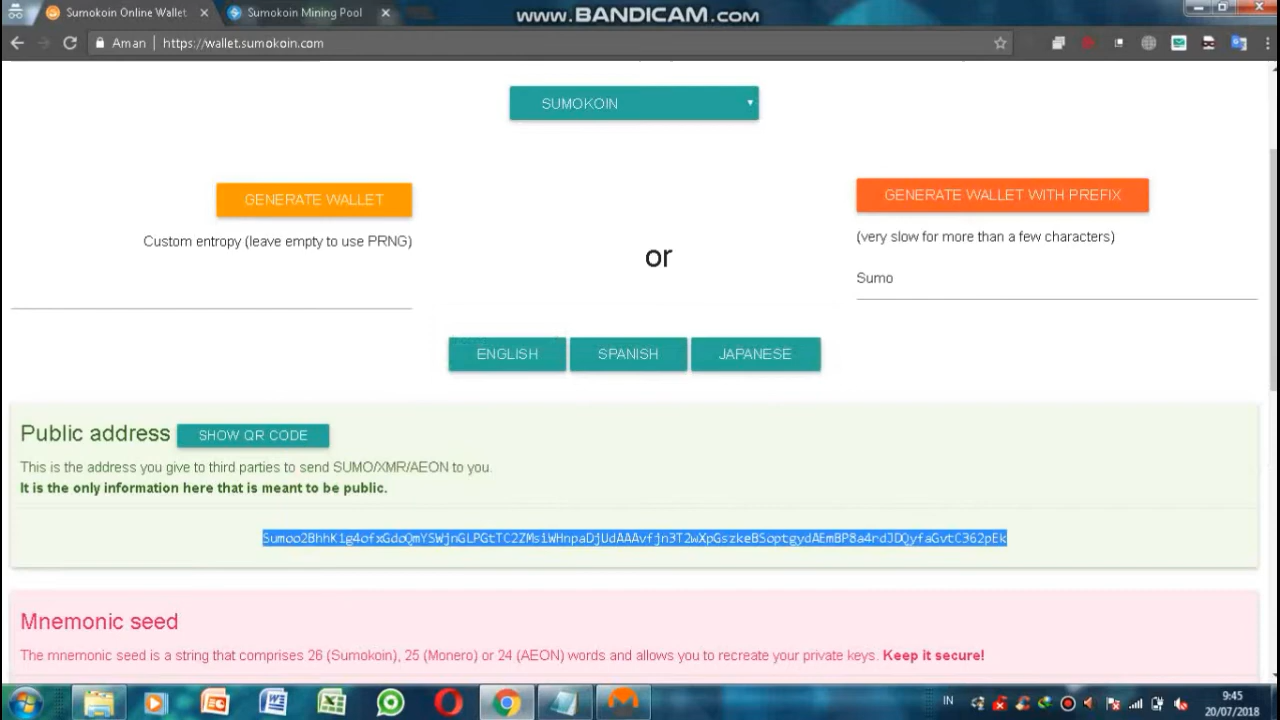 Sumokoin Online Wallet
Sumokoin Mining Pool
www.BANDICAM.com
Aman
https://wallet.sumokoin.com
SUMOKOIN
GENERATE WALLET
GENERATE WALLET WITH PREFIX
Custom entropy (leave empty to use PRNG)
(very slow for more than a few characters)
or
Sumo
ENGLISH
SPANISH
JAPANESE
Public address
SHOW QR CODE
This is the address you give to third parties to send SUMO/XMR/AEON to you.
It is the only information here that is meant to be public.
Mnemonic seed
The mnemonic seed is a string that comprises 26 (Sumokoin), 25 (Monero) or 24 (AEON) words and allows you to recreate your private keys. Keep it secure!
IN
9:45
20/07/2018